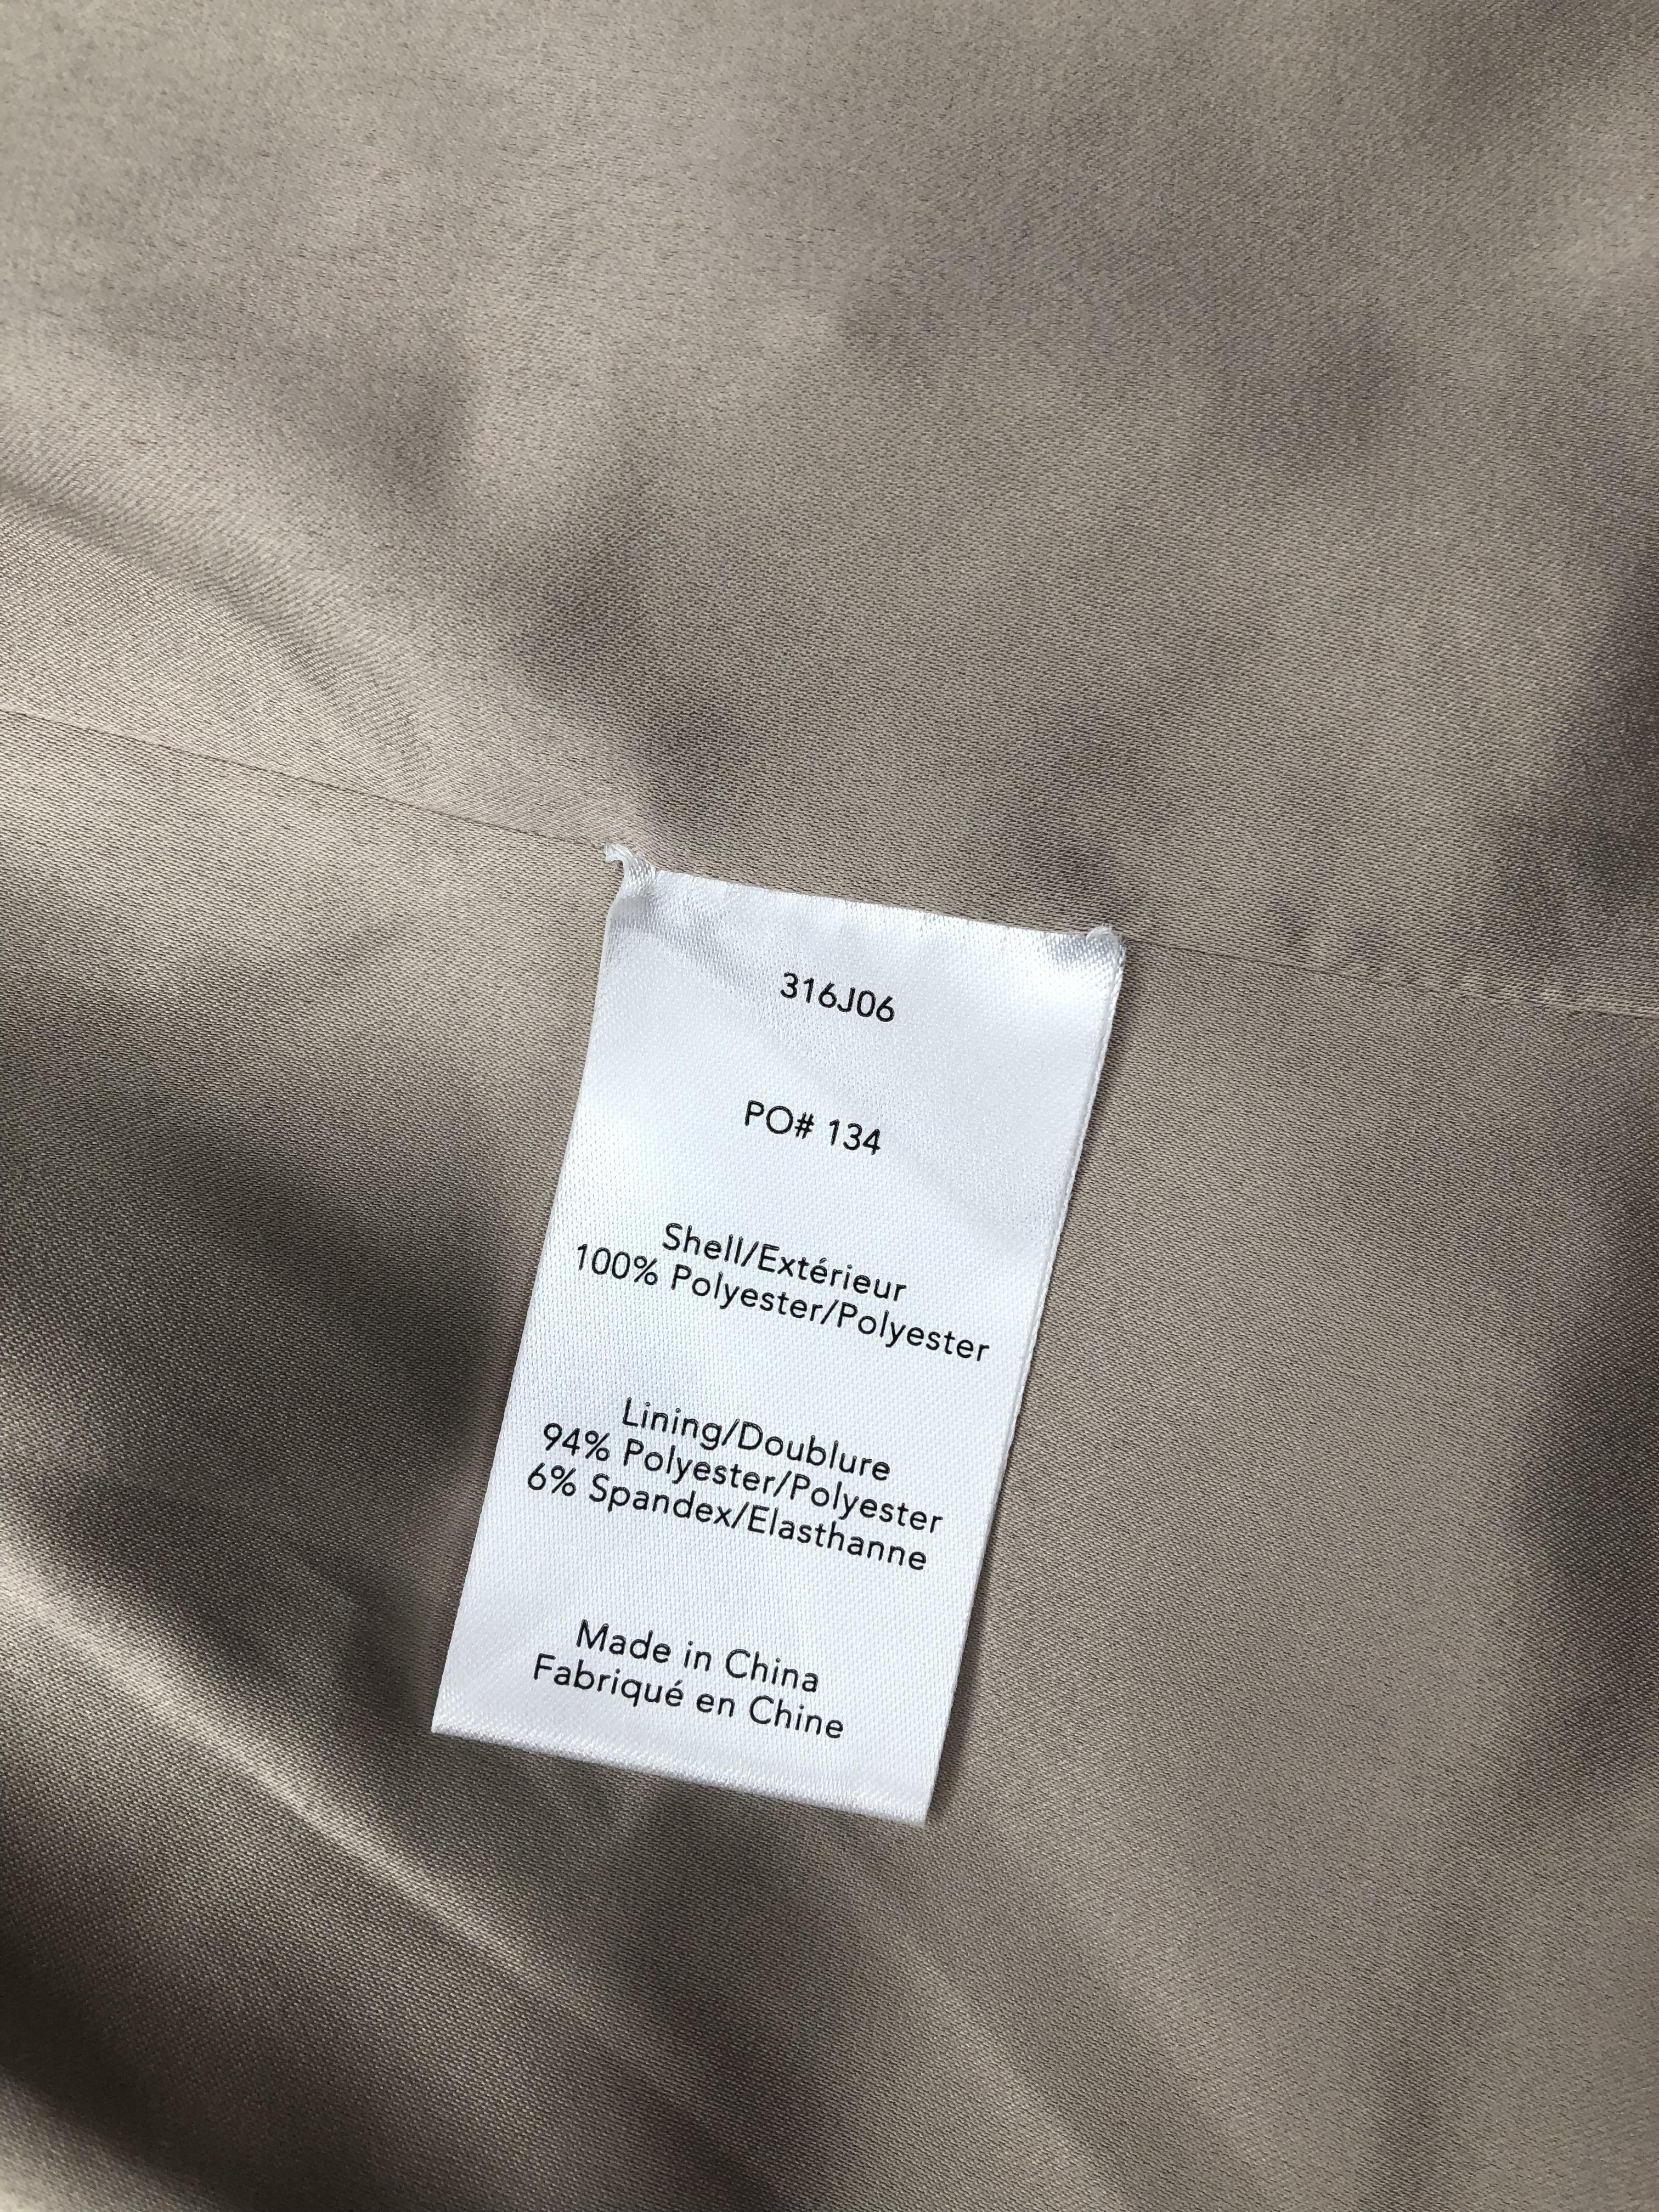 316J06
PO# 134
Shell/Extérieur
100% Polyester/Polyester
Lining/Doublure
94% Polyester/Polyester
6% Spandex/Elasthanne
Made in China
Fabriqué en Chine